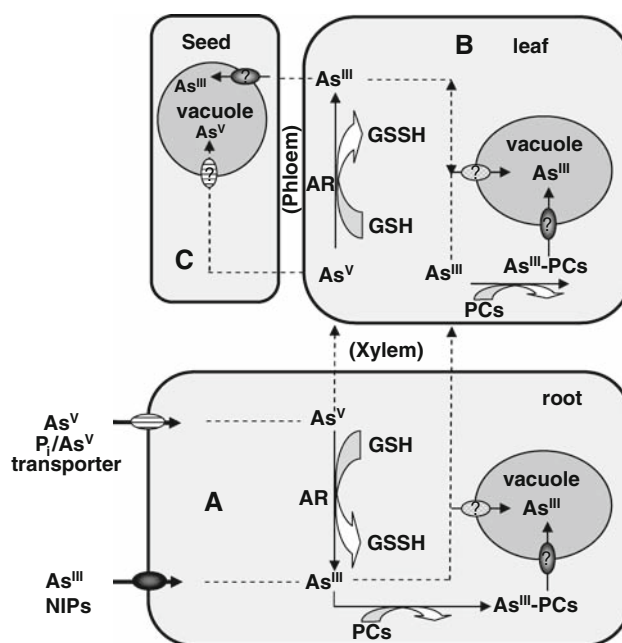 Seed
B
leaf
As^III
?
As^III
vacuole
As^V
?
C
(Phloem)
GSSH
AR
GSH
As^V
vacuole
?
As^III
?
As^III
As^III-PCs
PCs
(Xylem)
root
As^V
P_i/As^V
transporter
As^V
GSH
A
AR
GSSH
vacuole
?
As^III
?
As^III
NIPs
As^III
As^III-PCs
PCs